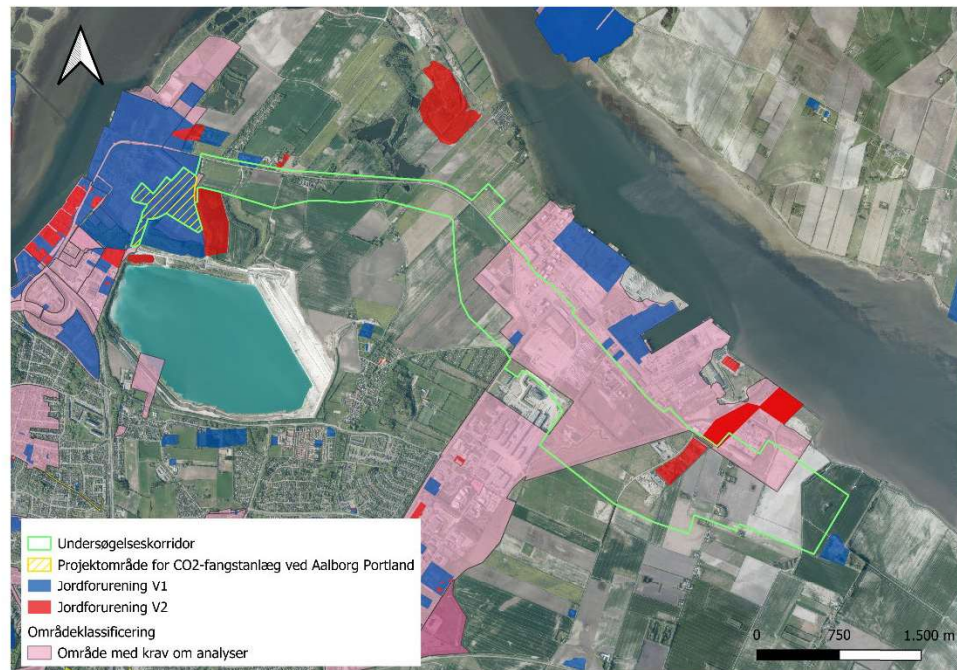 Undersøgelseskorridor
Projektområde for CO2-fangstanlæg ved Aalborg Portland
Jordforurening V1
Jordforurening V2
Områdeklassificering
Område med krav om analyser
0 750 1.500 m